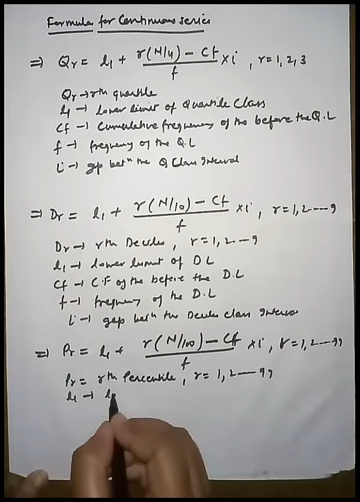 Formula for Continuous series
⇒ Qr = l1 + r(N/4) - Cf / f × i , r = 1, 2, 3
Qr → rth quartile
l1 → lower limit of Quartile Class
Cf → Cumulative frequency of the before the Q.L
f → frequency of the Q.L
i → gap betn the Q Class Interval
⇒ Dr = l1 + r(N/10) - Cf / f × i , r = 1, 2 --- 9
Dr → rth Deciles , r = 1, 2 --- 9
l1 → lower limit of D L
Cf → C.F of the before the D.L
f → frequency of the D.L
i → gap betn the Deciles class Interval
⇒ Pr = l1 + r(N/100) - Cf / f × i , r = 1, 2 --- 99
Pr = rth Percentile , r = 1, 2 --- 99
l1 → l